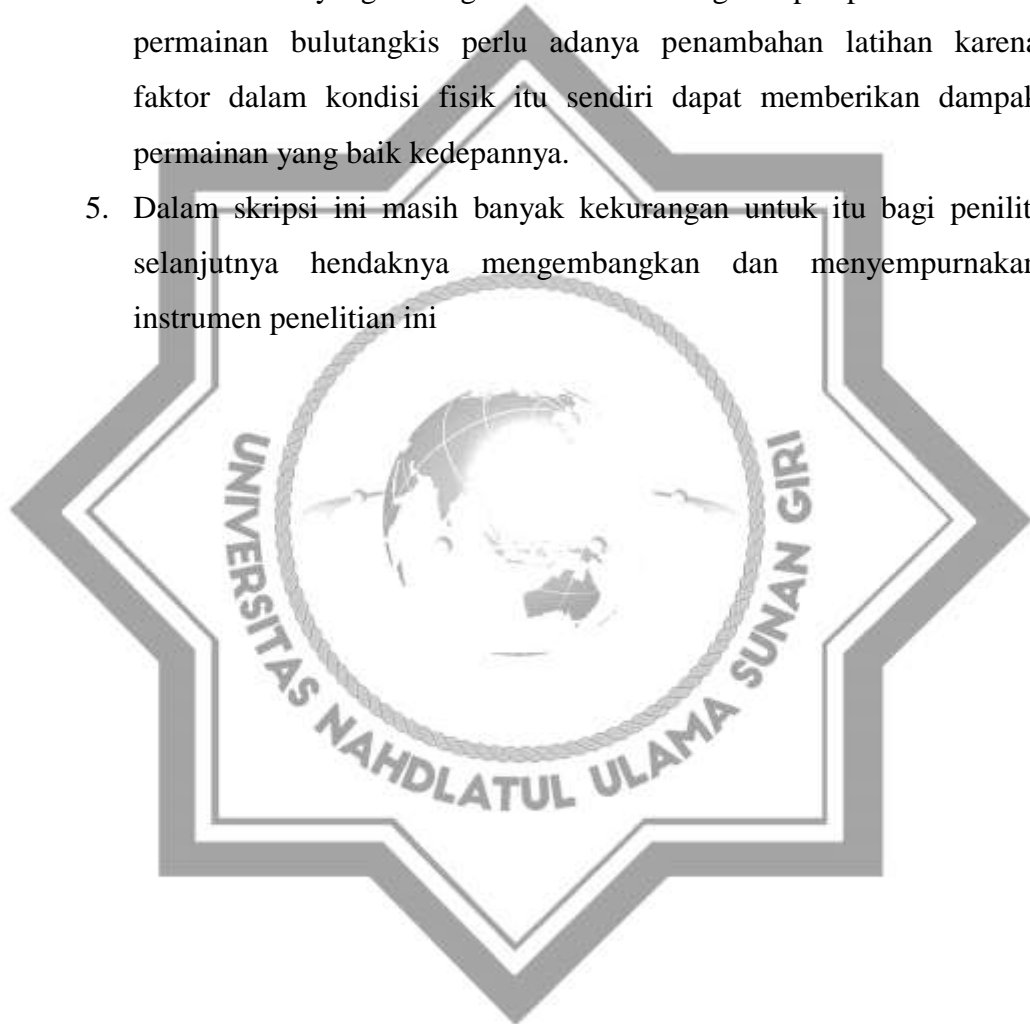 permainan bulutangkis perlu adanya penambahan latihan karena
faktor dalam kondisi fisik itu sendiri dapat memberikan dampak
permainan yang baik kedepannya.
5. Dalam skripsi ini masih banyak kekurangan untuk itu bagi penilit
selanjutnya hendaknya mengembangkan dan menyempurnakan
instrumen penelitian ini
UNIVERSITAS NAHDLATUL ULAMA SUNAN GIRI